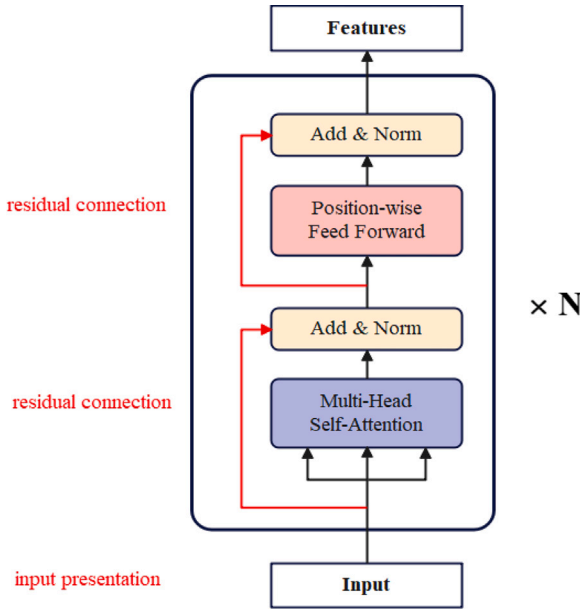 Features
Add & Norm
residual connection
Position-wise
Feed Forward
× N
Add & Norm
residual connection
Multi-Head
Self-Attention
input presentation
Input